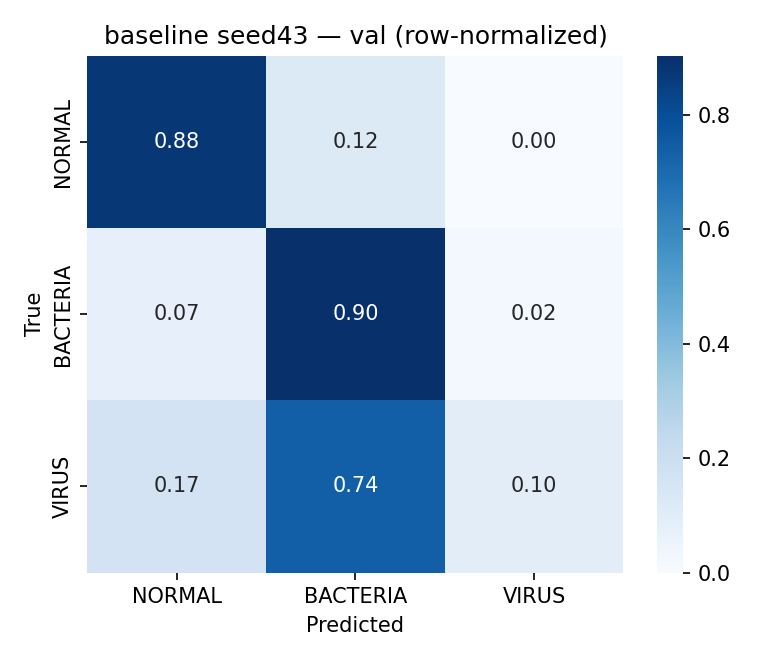 baseline seed43 — val (row-normalized)
True
NORMAL
0.88 0.12 0.00
BACTERIA
0.07 0.90 0.02
VIRUS
0.17 0.74 0.10
NORMAL BACTERIA VIRUS
Predicted
0.8
0.6
0.4
0.2
0.0